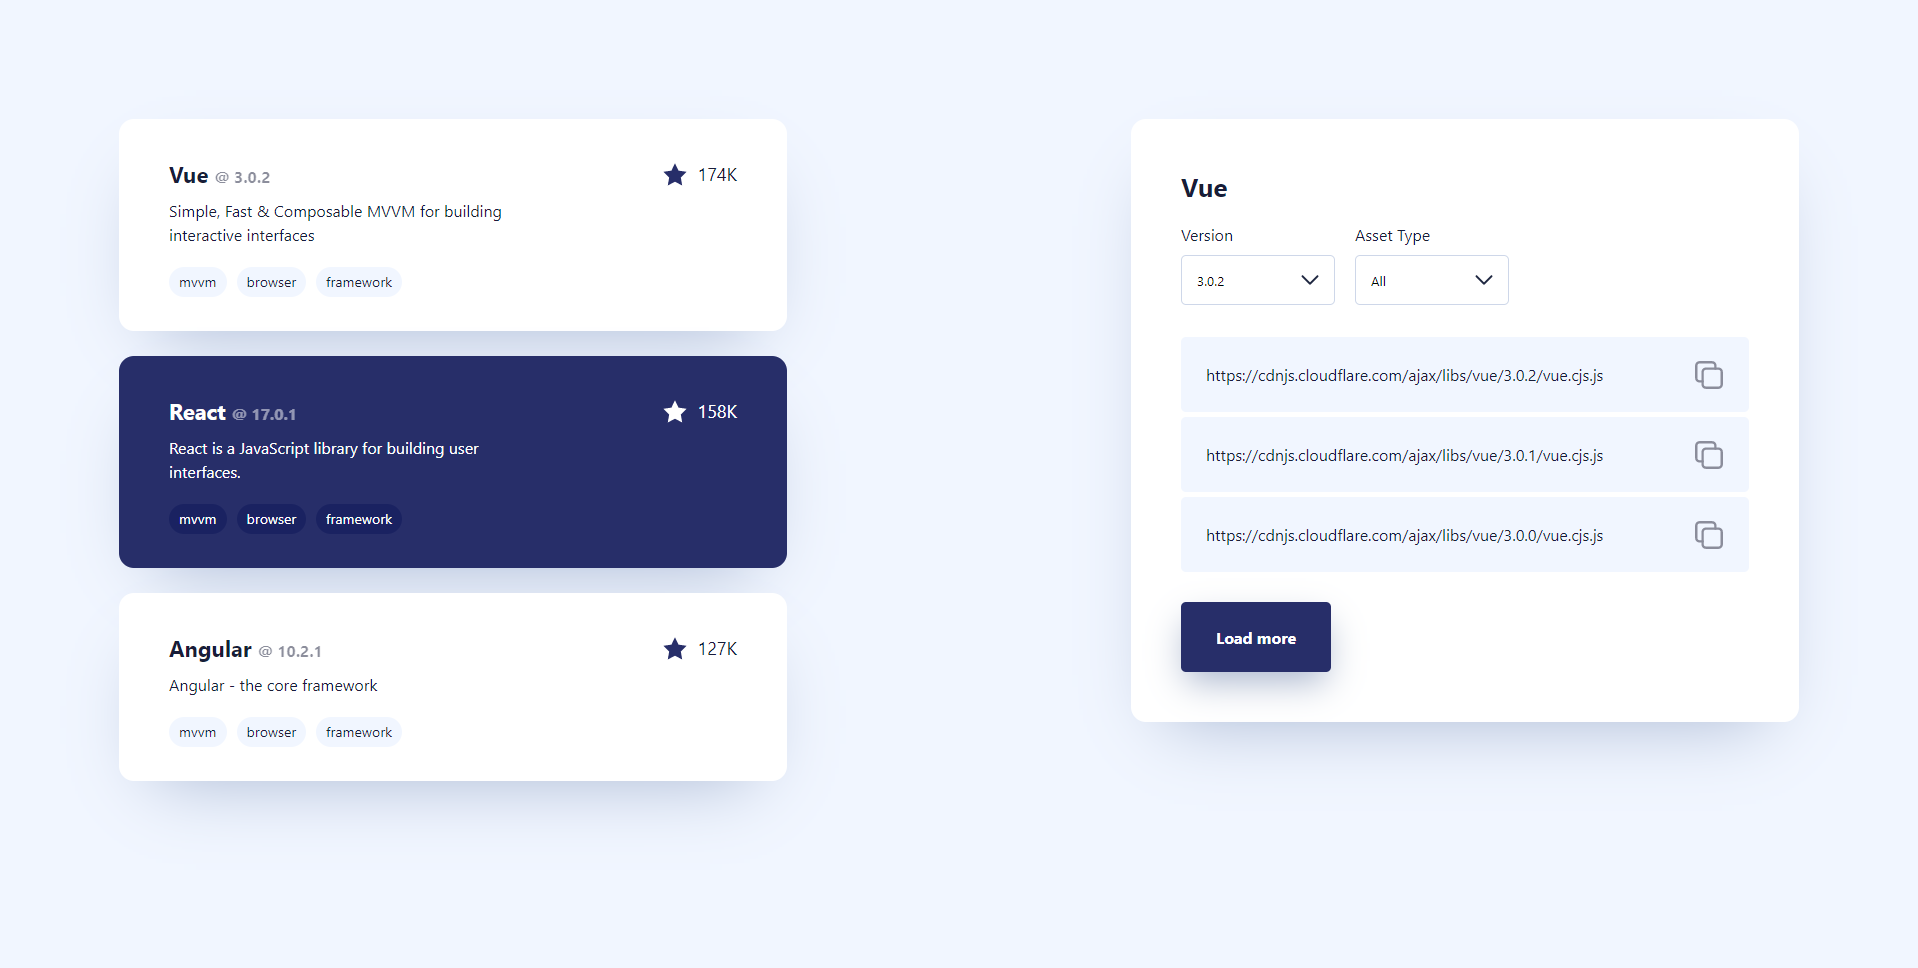 Vue @ 3.0.2
174K
Simple, Fast & Composable MVVM for building
interactive interfaces
mvvm browser framework
React @ 17.0.1
158K
React is a JavaScript library for building user
interfaces.
mvvm browser framework
Angular @ 10.2.1
127K
Angular - the core framework
mvvm browser framework
Vue
Version Asset Type
3.0.2 All
https://cdnjs.cloudflare.com/ajax/libs/vue/3.0.2/vue.cjs.js
https://cdnjs.cloudflare.com/ajax/libs/vue/3.0.1/vue.cjs.js
https://cdnjs.cloudflare.com/ajax/libs/vue/3.0.0/vue.cjs.js
Load more